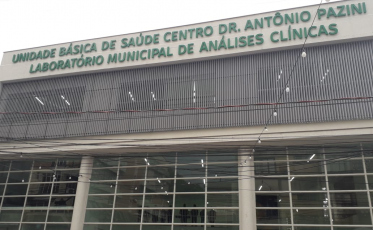 UNIDADE BÁSICA DE SAÚDE CENTRO DR. ANTÔNIO PAZINI
LABORATÓRIO MUNICIPAL DE ANÁLISES CLÍNICAS